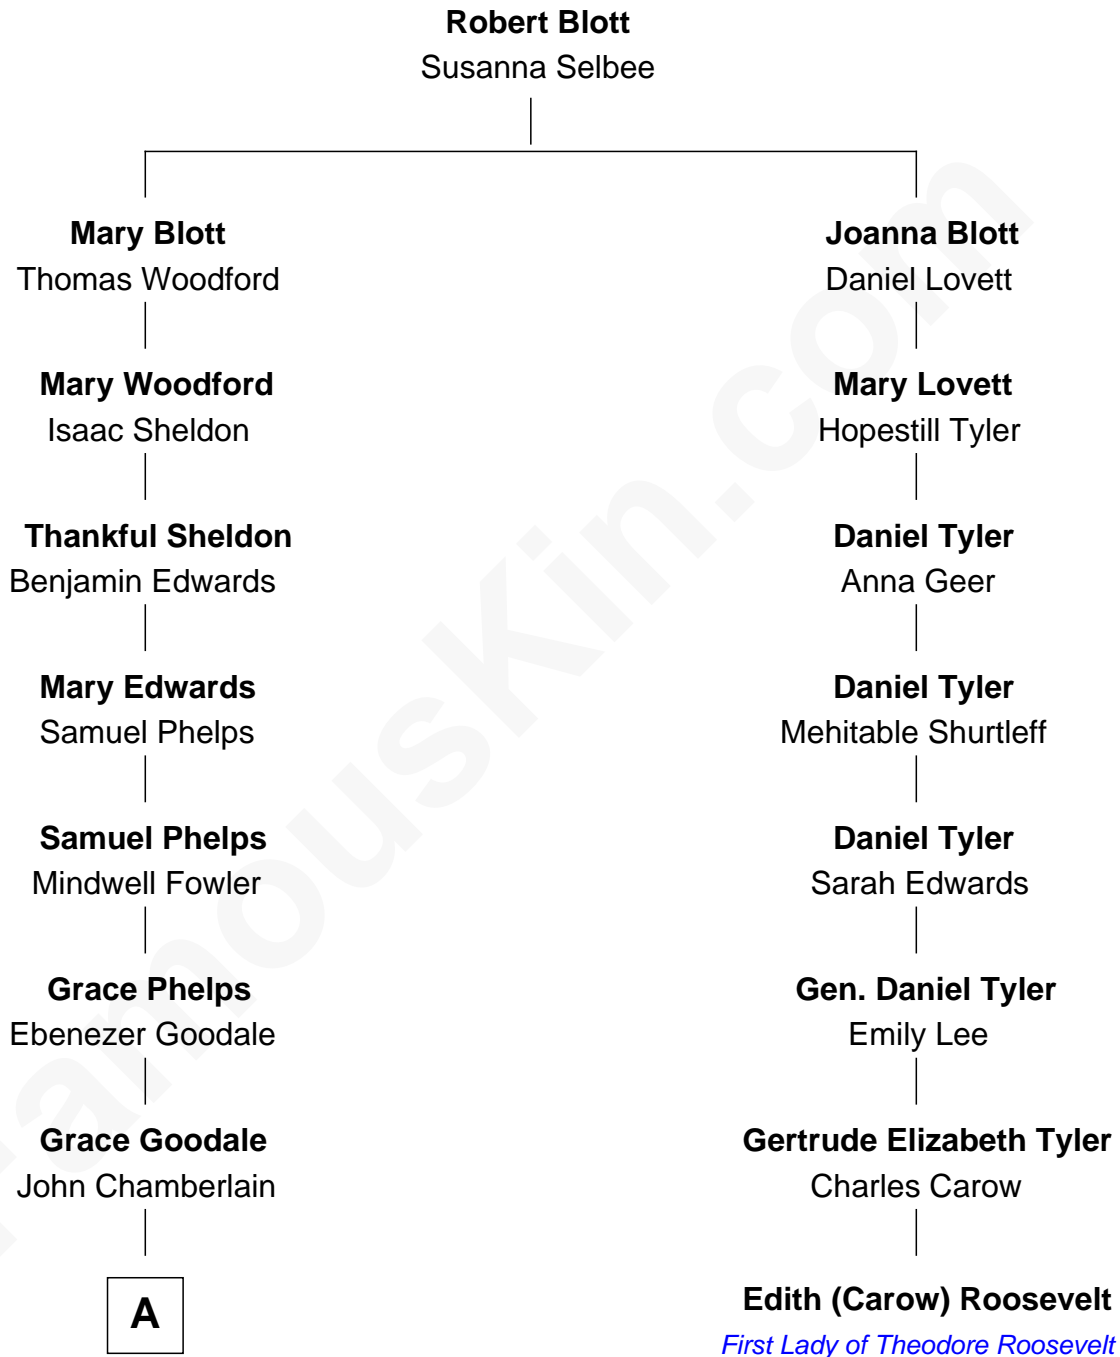 Robert Blott
Susanna Selbee
Mary Blott
Thomas Woodford
Joanna Blott
Daniel Lovett
Mary Woodford
Isaac Sheldon
Mary Lovett
Hopestill Tyler
Thankful Sheldon
Benjamin Edwards
Daniel Tyler
Anna Geer
Mary Edwards
Samuel Phelps
Daniel Tyler
Mehitable Shurtleff
Samuel Phelps
Mindwell Fowler
Daniel Tyler
Sarah Edwards
Grace Phelps
Ebenezer Goodale
Gen. Daniel Tyler
Emily Lee
Grace Goodale
John Chamberlain
Gertrude Elizabeth Tyler
Charles Carow
A
Edith (Carow) Roosevelt
First Lady of Theodore Roosevelt
FamousKin.com